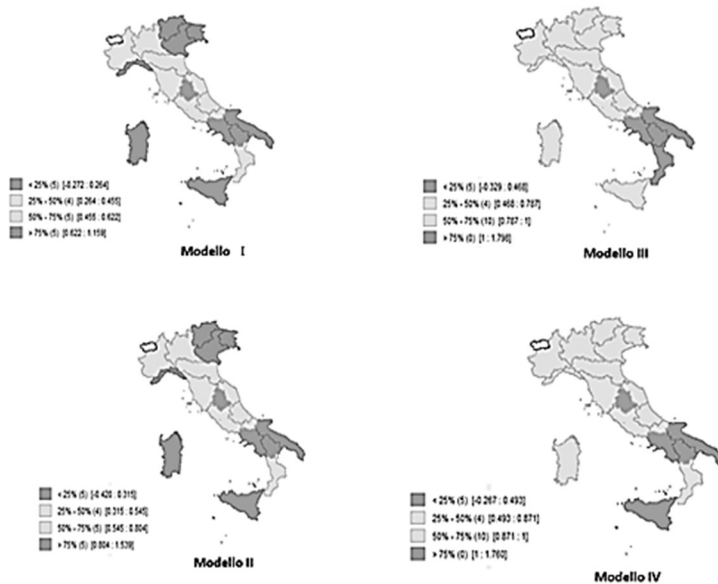 < 25% (5) [-0.272 : 0.264]
25% - 50% (4) [0.264 : 0.455]
50% - 75% (5) [0.455 : 0.622]
> 75% (5) [0.622 : 1.159]
Modello I
< 25% (5) [-0.329 : 0.468]
25% - 50% (4) [0.468 : 0.787]
50% - 75% (10) [0.787 : 1]
> 75% (0) [1 : 1.798]
Modello III
< 25% (5) [-0.420 : 0.315]
25% - 50% (4) [0.315 : 0.545]
50% - 75% (5) [0.545 : 0.804]
> 75% (5) [0.804 : 1.539]
Modello II
< 25% (5) [-0.267 : 0.493]
25% - 50% (4) [0.493 : 0.871]
50% - 75% (10) [0.871 : 1]
> 75% (0) [1 : 1.760]
Modello IV